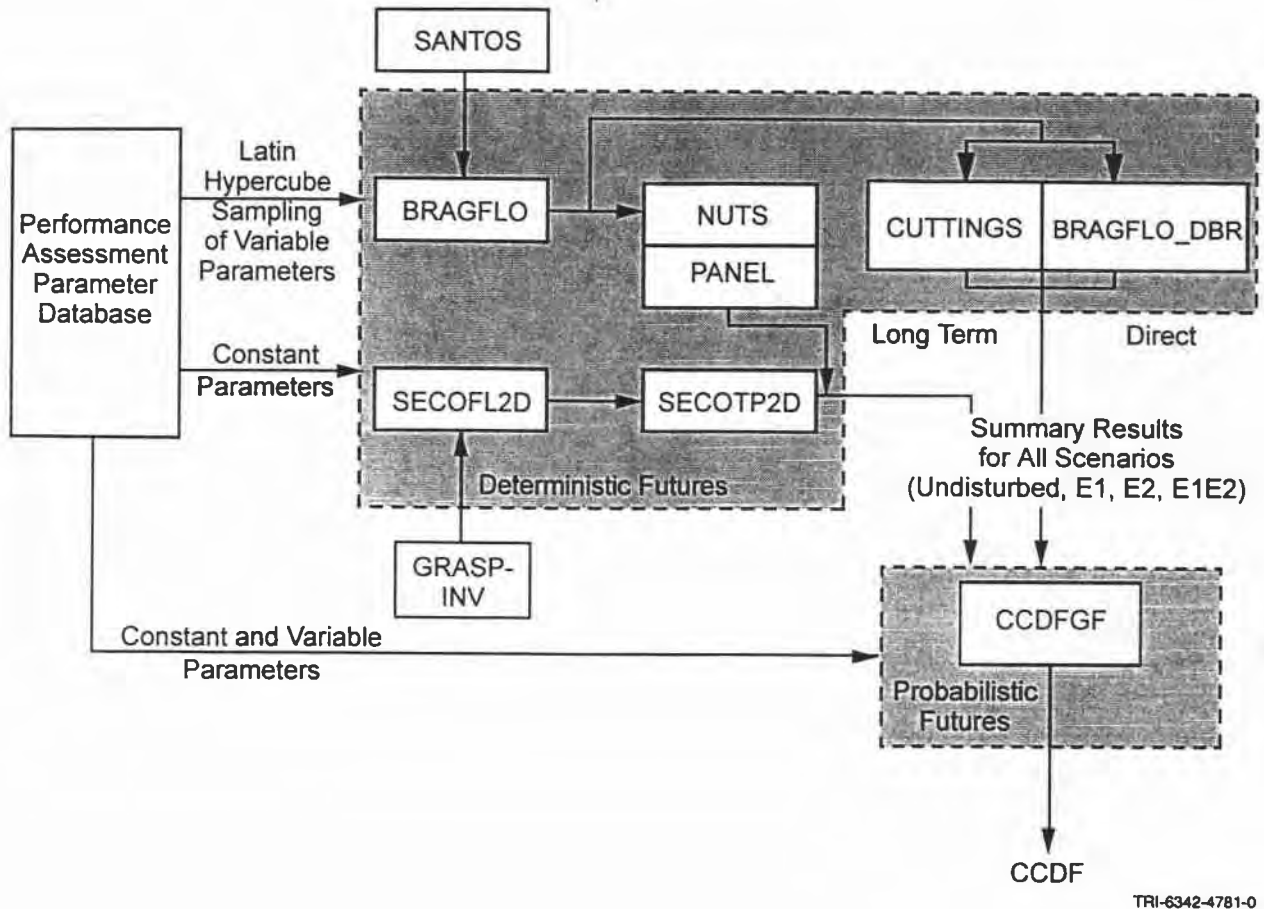 SANTOS
Performance
Assessment
Parameter
Database
Latin
Hypercube
Sampling
of Variable
Parameters
Constant
Parameters
BRAGFLO
NUTS
PANEL
CUTTINGS
BRAGFLO_DBR
SECOFL2D
SECOTP2D
Deterministic Futures
GRASP-
INV
Long Term
Direct
Summary Results
for All Scenarios
(Undisturbed, E1, E2, E1E2)
Constant and Variable
Parameters
CCDFGF
Probabilistic
Futures
CCDF
TRI-6342-4781-0